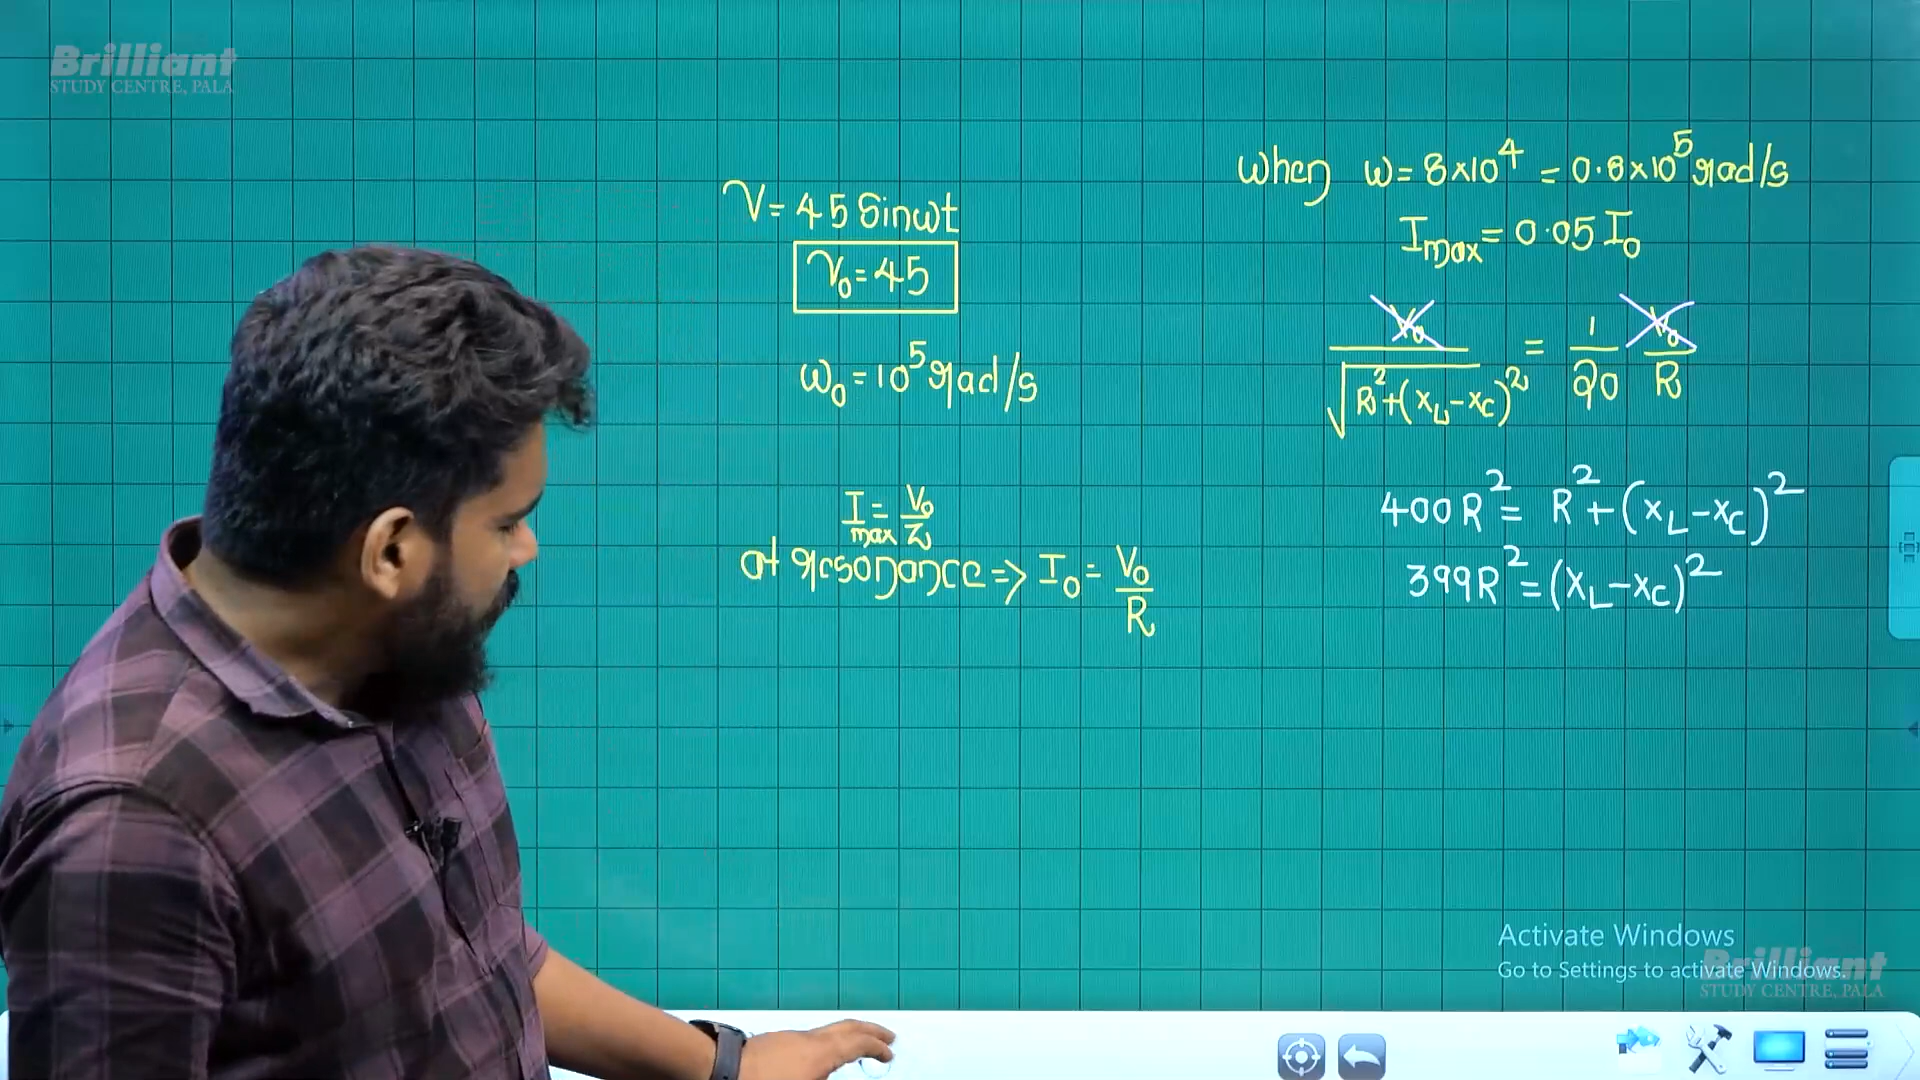 Brilliant
STUDY CENTRE, PALA
V = 45 Sinωt
V₀ = 45
ω₀ = 10⁵ rad/s
I max = V₀/Z
at resonance => I₀ = V₀/R
when ω = 8×10⁴ = 0.8×10⁵ rad/s
Imax = 0.05 I₀
V₀/√(R²+(x_L-x_C)²) = 1/20 V₀/R
400R² = R²+(x_L-x_C)²
399R² = (x_L-x_C)²
Activate Windows
Go to Settings to activate Windows.
Brilliant
STUDY CENTRE, PALA